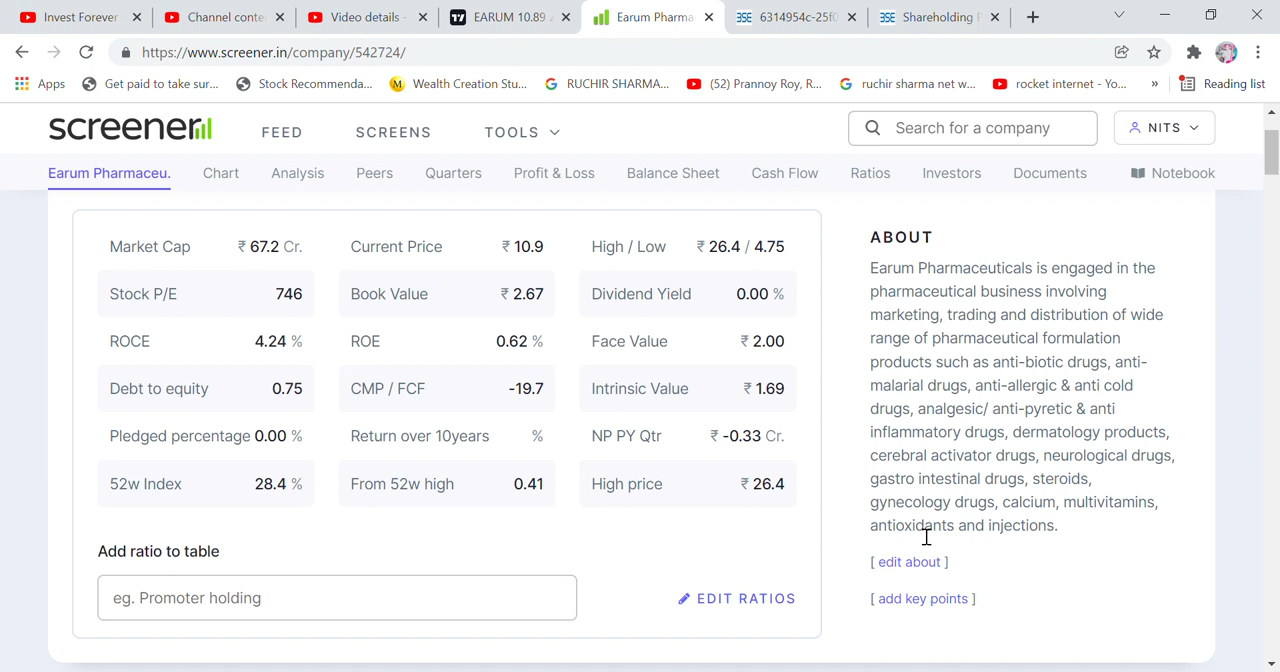 Invest Forever
Channel conte
Video details -
EARUM 10.89
Earum Pharma
6314954c-25f0
Shareholding
https://www.screener.in/company/542724/
Apps
Get paid to take sur...
Stock Recommenda...
Wealth Creation Stu...
RUCHIR SHARMA...
(52) Prannoy Roy, R...
ruchir sharma net w...
rocket internet - Yo...
»
Reading list
screener
FEED
SCREENS
TOOLS
Search for a company
NITS
Earum Pharmaceu.
Chart
Analysis
Peers
Quarters
Profit & Loss
Balance Sheet
Cash Flow
Ratios
Investors
Documents
Notebook
Market Cap ₹ 67.2 Cr.
Current Price ₹ 10.9
High / Low ₹ 26.4 / 4.75
Stock P/E 746
Book Value ₹ 2.67
Dividend Yield 0.00 %
ROCE 4.24 %
ROE 0.62 %
Face Value ₹ 2.00
Debt to equity 0.75
CMP / FCF -19.7
Intrinsic Value ₹ 1.69
Pledged percentage 0.00 %
Return over 10years %
NP PY Qtr ₹ -0.33 Cr.
52w Index 28.4 %
From 52w high 0.41
High price ₹ 26.4
Add ratio to table
eg. Promoter holding
EDIT RATIOS
ABOUT
Earum Pharmaceuticals is engaged in the
pharmaceutical business involving
marketing, trading and distribution of wide
range of pharmaceutical formulation
products such as anti-biotic drugs, anti-
malarial drugs, anti-allergic & anti cold
drugs, analgesic/ anti-pyretic & anti
inflammatory drugs, dermatology products,
cerebral activator drugs, neurological drugs,
gastro intestinal drugs, steroids,
gynecology drugs, calcium, multivitamins,
antioxidants and injections.
[ edit about ]
[ add key points ]